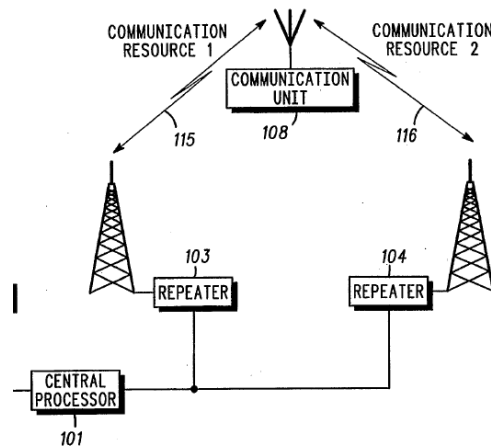 COMMUNICATION
RESOURCE 1
COMMUNICATION
RESOURCE 2
COMMUNICATION
UNIT
108
115
116
103
REPEATER
104
REPEATER
CENTRAL
PROCESSOR
101